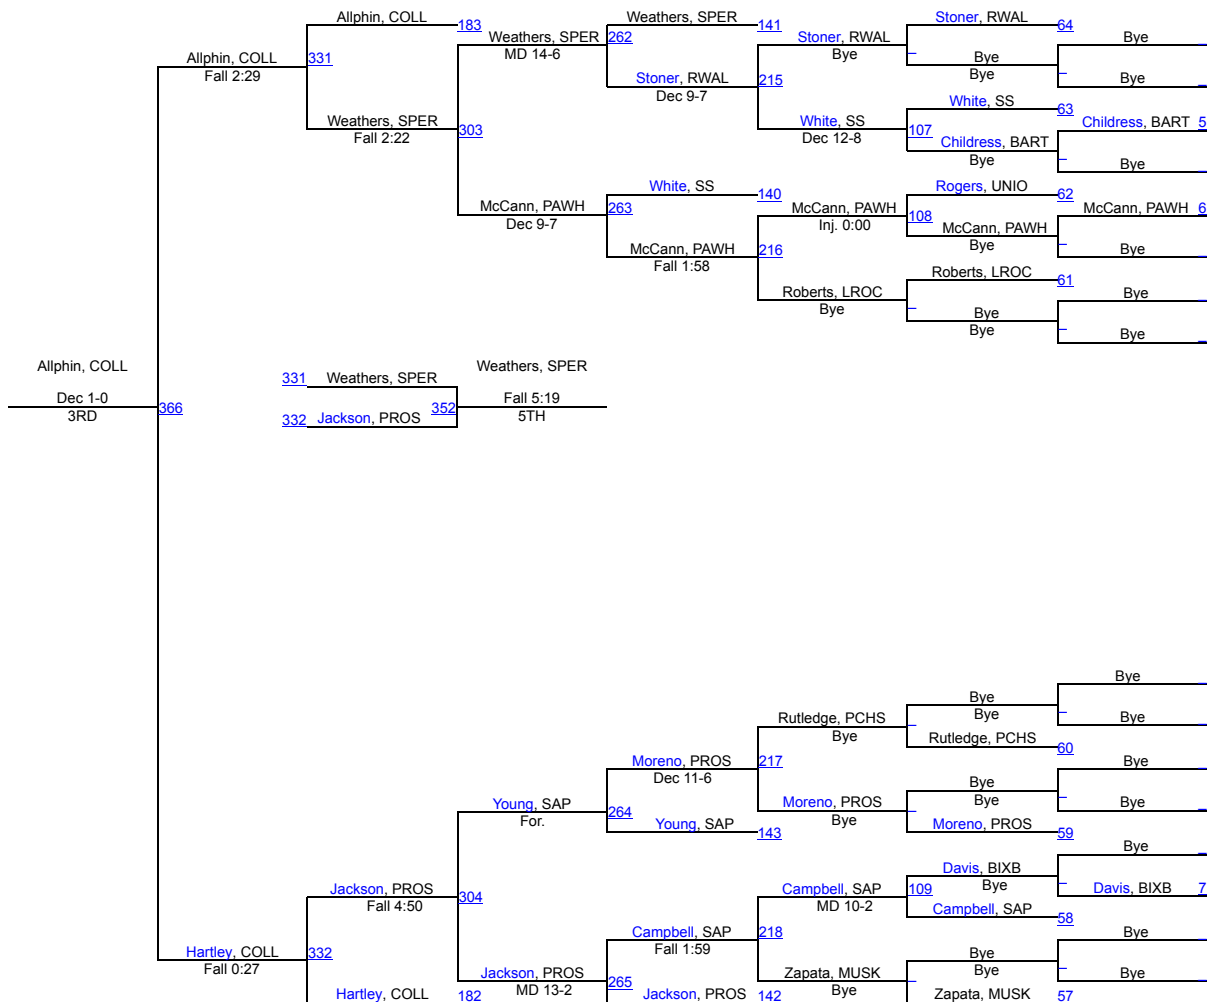 Allphin, COLL
183
Weathers, SPER
141
Stoner, RWAL
64
Bye
Weathers, SPER
262
Stoner, RWAL
MD 14-6
Bye
Allphin, COLL
331
Bye
Fall 2:29
Bye
Bye
Stoner, RWAL
215
Dec 9-7
White, SS
63
Weathers, SPER
303
White, SS
107
Childress, BART 5
Fall 2:22
Dec 12-8
Childress, BART
Bye
Bye
White, SS
140
Rogers, UNIO
62
McCann, PAWH
263
McCann, PAWH
108
McCann, PAWH 6
Dec 9-7
Inj. 0:00
McCann, PAWH
Bye
McCann, PAWH
216
Bye
Fall 1:58
Roberts, LROC
61
Roberts, LROC
Bye
Bye
Bye
Bye
Bye
Allphin, COLL
Weathers, SPER
331
Weathers, SPER
Dec 1-0
366
352
Fall 5:19
3RD
332
Jackson, PROS
5TH
Bye
Bye
Bye
Rutledge, PCHS
Bye
Bye
Rutledge, PCHS
60
Moreno, PROS
217
Bye
Dec 11-6
Bye
Young, SAP
264
Moreno, PROS
Bye
Bye
For.
Bye
Young, SAP
143
Moreno, PROS
59
Bye
Davis, BIXB
Jackson, PROS
304
Campbell, SAP
109
Bye
Davis, BIXB 7
Fall 4:50
MD 10-2
Campbell, SAP
58
Campbell, SAP
218
Bye
Hartley, COLL
332
Fall 1:59
Bye
Fall 0:27
Bye
Jackson, PROS
265
Zapata, MUSK
Bye
MD 13-2
Bye
Hartley, COLL
182
Jackson, PROS
142
Zapata, MUSK
57